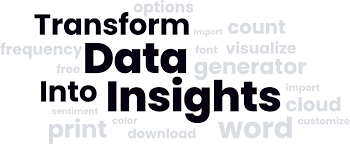 options
Transform import count
frequency Data font visualize
free generator
Into Insights import
sentiment cloud
print color download word customize